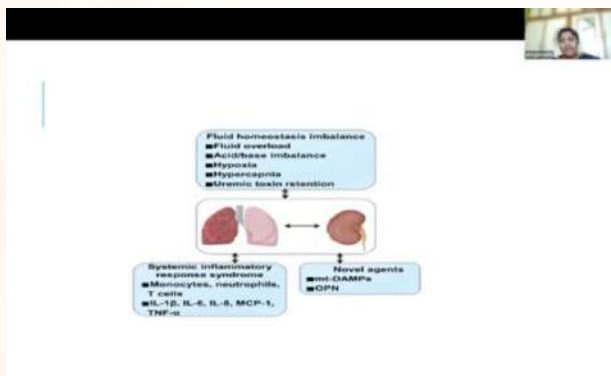 Fluid homeostasis imbalance
■Fluid overload
■Acid/base imbalance
■Hypoxia
■Hypercapnia
■Uremic toxin retention
Systemic inflammatory
response syndrome
■Monocytes, neutrophils,
T cells
■IL-1β, IL-6, IL-8, MCP-1,
TNF-α
Novel agents
■mt-DAMPs
■OPN